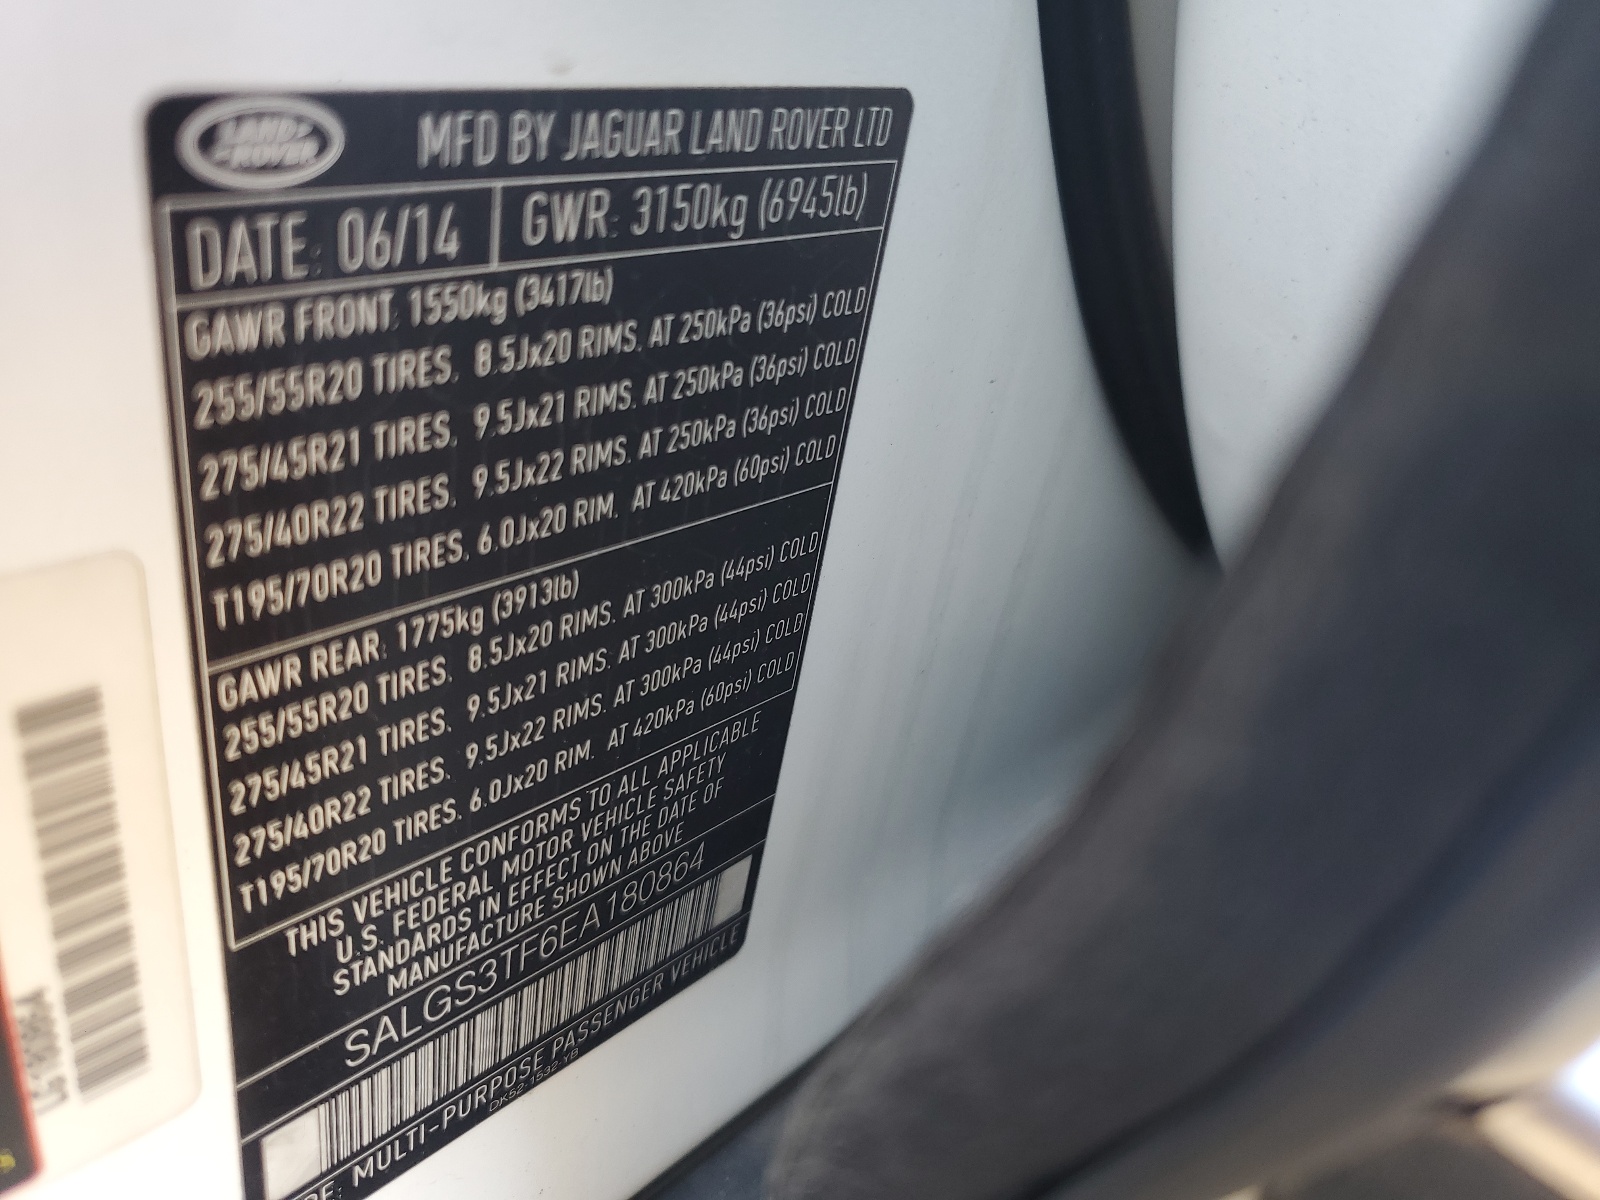 LAND-
-ROVER
MFD BY JAGUAR LAND ROVER LTD
DATE: 06/14
GWR: 3150kg (6945lb)
GAWR FRONT: 1550kg (3417lb)
255/55R20 TIRES, 8.5Jx20 RIMS. AT 250kPa (36psi) COLD
275/45R21 TIRES, 9.5Jx21 RIMS. AT 250kPa (36psi) COLD
275/40R22 TIRES, 9.5Jx22 RIMS. AT 250kPa (36psi) COLD
T195/70R20 TIRES, 6.0Jx20 RIM. AT 420kPa (60psi) COLD
GAWR REAR: 1775kg (3913lb)
255/55R20 TIRES, 8.5Jx20 RIMS. AT 300kPa (44psi) COLD
275/45R21 TIRES, 9.5Jx21 RIMS. AT 300kPa (44psi) COLD
275/40R22 TIRES, 9.5Jx22 RIMS. AT 300kPa (44psi) COLD
T195/70R20 TIRES, 6.0Jx20 RIM. AT 420kPa (60psi) COLD
THIS VEHICLE CONFORMS TO ALL APPLICABLE
U.S. FEDERAL MOTOR VEHICLE SAFETY
STANDARDS IN EFFECT ON THE DATE OF
MANUFACTURE SHOWN ABOVE
SALGS3TF6EA180864
MULTI-PURPOSE PASSENGER VEHICLE
DK52-1532-YB